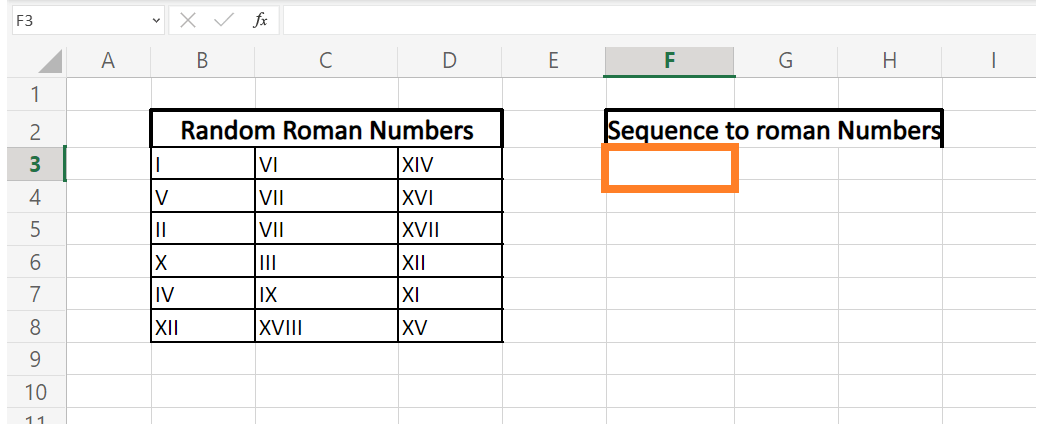 F3 fx
A B C D E F G H I
1
2 Random Roman Numbers Sequence to roman Numbers
3 I VI XIV
4 V VII XVI
5 II VII XVII
6 X III XII
7 IV IX XI
8 XII XVIII XV
9
10
11